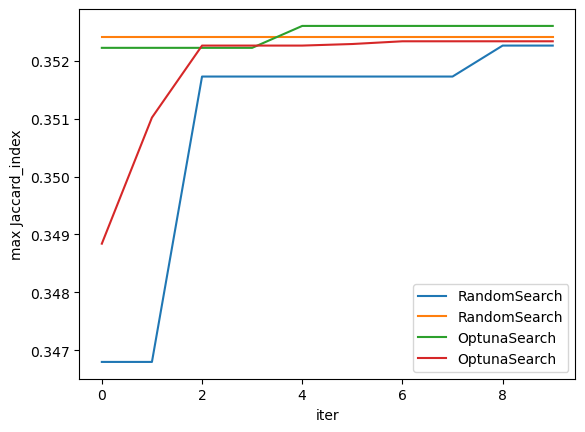 max Jaccard_index
0.352
0.351
0.350
0.349
0.348
0.347
0
2
4
6
8
iter
RandomSearch
RandomSearch
OptunaSearch
OptunaSearch